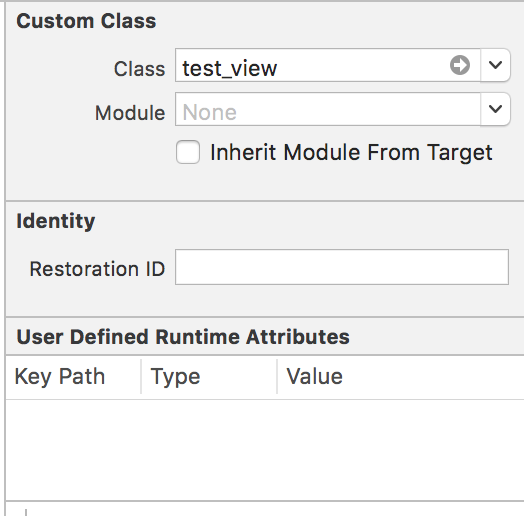 Custom Class
Class test_view
Module None
Inherit Module From Target
Identity
Restoration ID
User Defined Runtime Attributes
Key Path Type Value